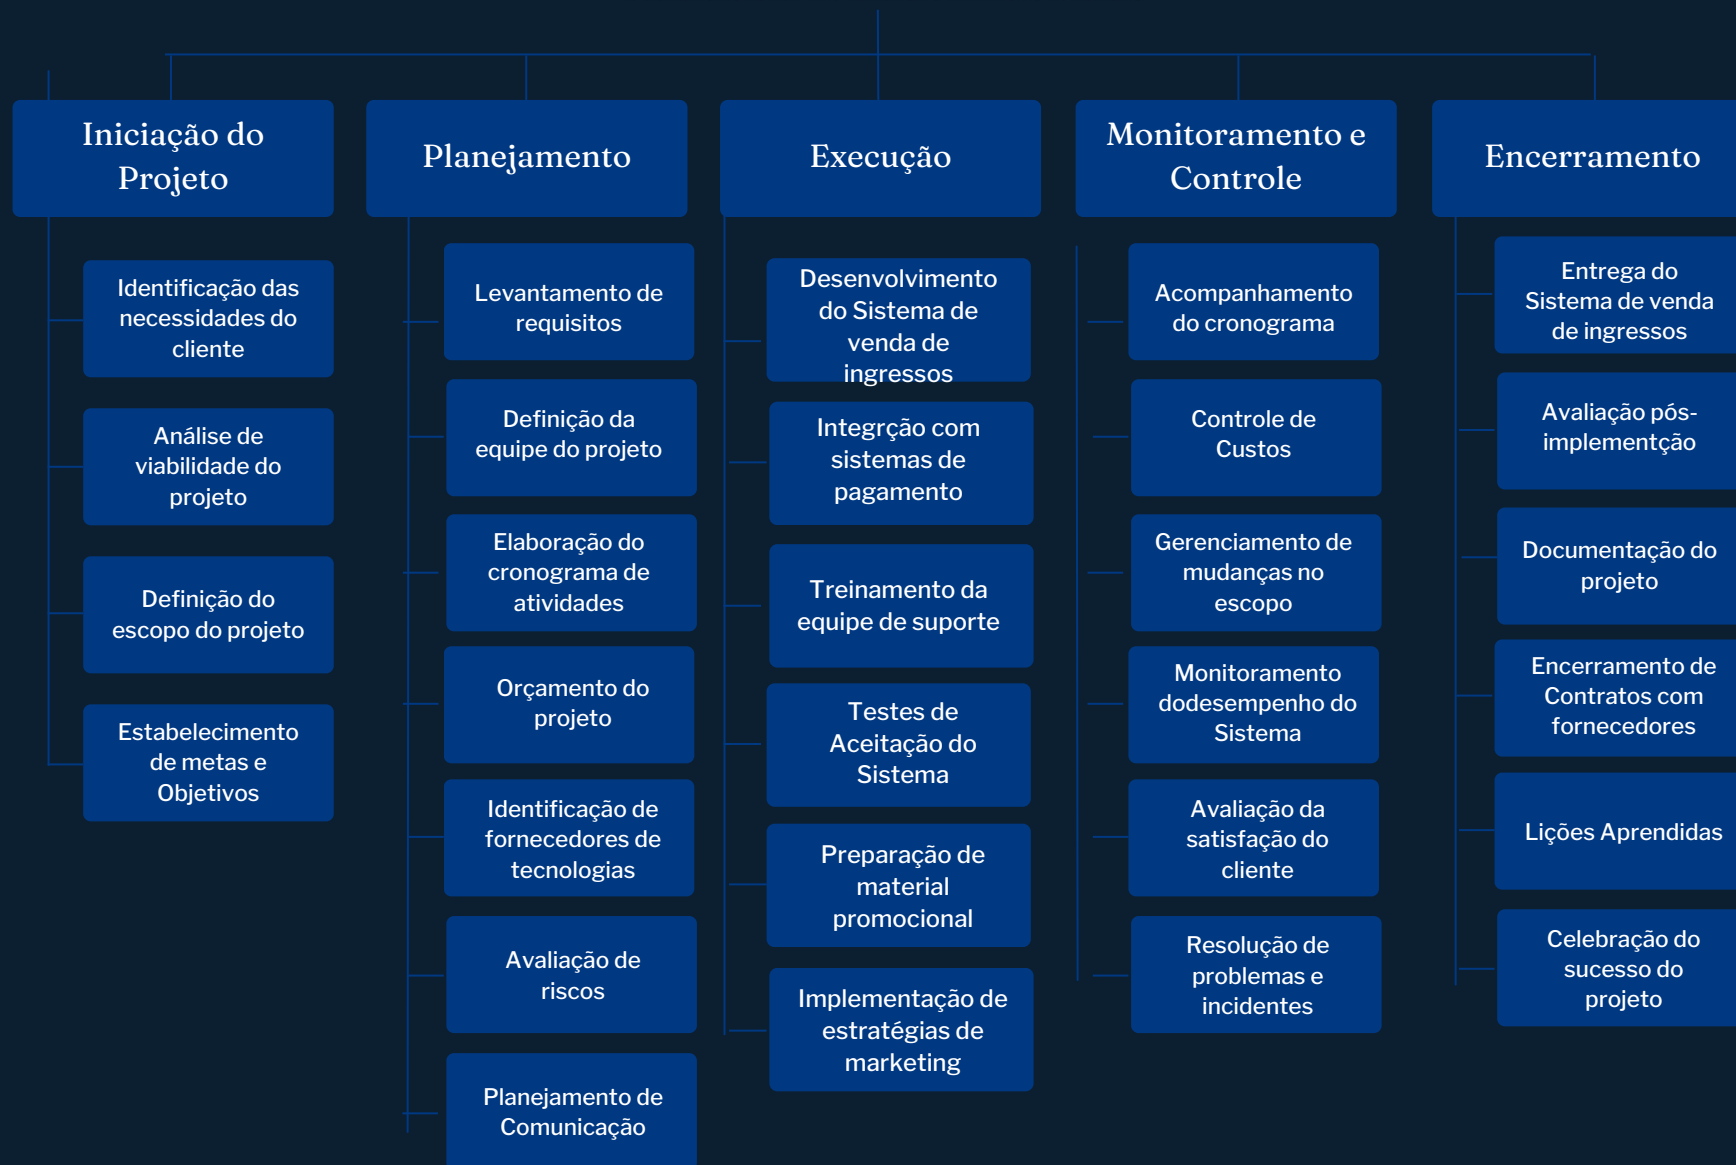 Iniciação do
Projeto
Identificação das
necessidades do
cliente
Análise de
viabilidade do
projeto
Definição do
escopo do projeto
Estabelecimento
de metas e
Objetivos
Planejamento
Levantamento de
requisitos
Definição da
equipe do projeto
Elaboração do
cronograma de
atividades
Orçamento do
projeto
Identificação de
fornecedores de
tecnologias
Avaliação de
riscos
Planejamento de
Comunicação
Execução
Desenvolvimento
do Sistema de
venda de
ingressos
Integrção com
sistemas de
pagamento
Treinamento da
equipe de suporte
Testes de
Aceitação do
Sistema
Preparação de
material
promocional
Implementação de
estratégias de
marketing
Monitoramento e
Controle
Acompanhamento
do cronograma
Controle de
Custos
Gerenciamento de
mudanças no
escopo
Monitoramento
dodesempenho do
Sistema
Avaliação da
satisfação do
cliente
Resolução de
problemas e
incidentes
Encerramento
Entrega do
Sistema de venda
de ingressos
Avaliação pós-
implementção
Documentação do
projeto
Encerramento de
Contratos com
fornecedores
Lições Aprendidas
Celebração do
sucesso do
projeto